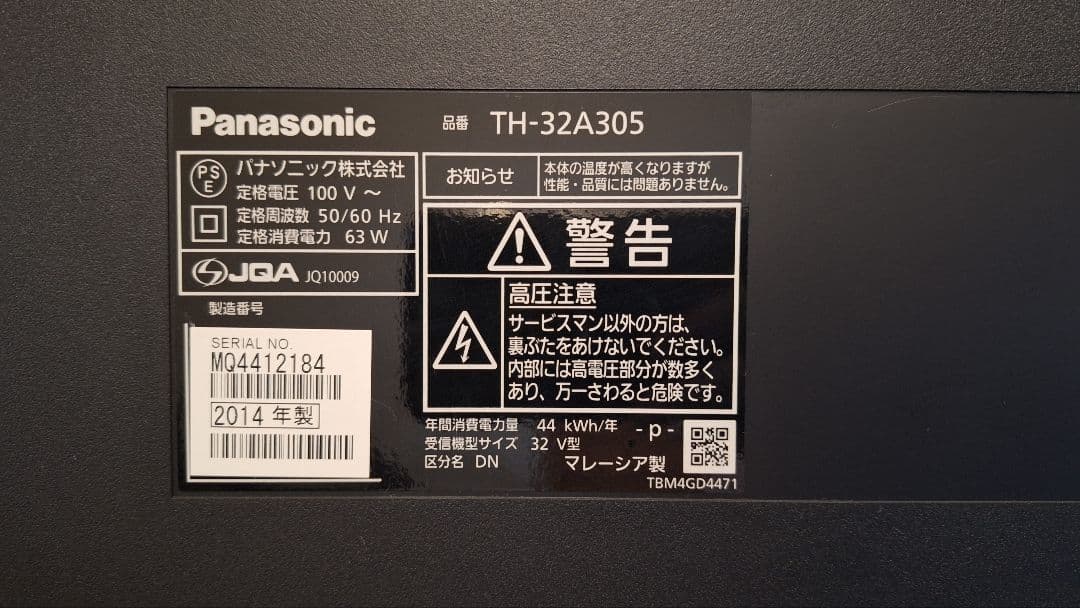 Panasonic
品番 TH-32A305
PS
E
パナソニック株式会社
定格電圧 100 V ～
定格周波数 50/60 Hz
定格消費電力 63 W
JQA JQ10009
製造番号
SERIAL NO.
MQ4412184
2014 年製
お知らせ
本体の温度が高くなりますが
性能・品質には問題ありません。
警告
高圧注意
サービスマン以外の方は、
裏ぶたをあけないでください。
内部には高電圧部分が数多く
あり、万一さわると危険です。
年間消費電力量 44 kWh/年
受信機型サイズ 32 V型
区分名 DN
- p -
マレーシア製
TBM4GD4471